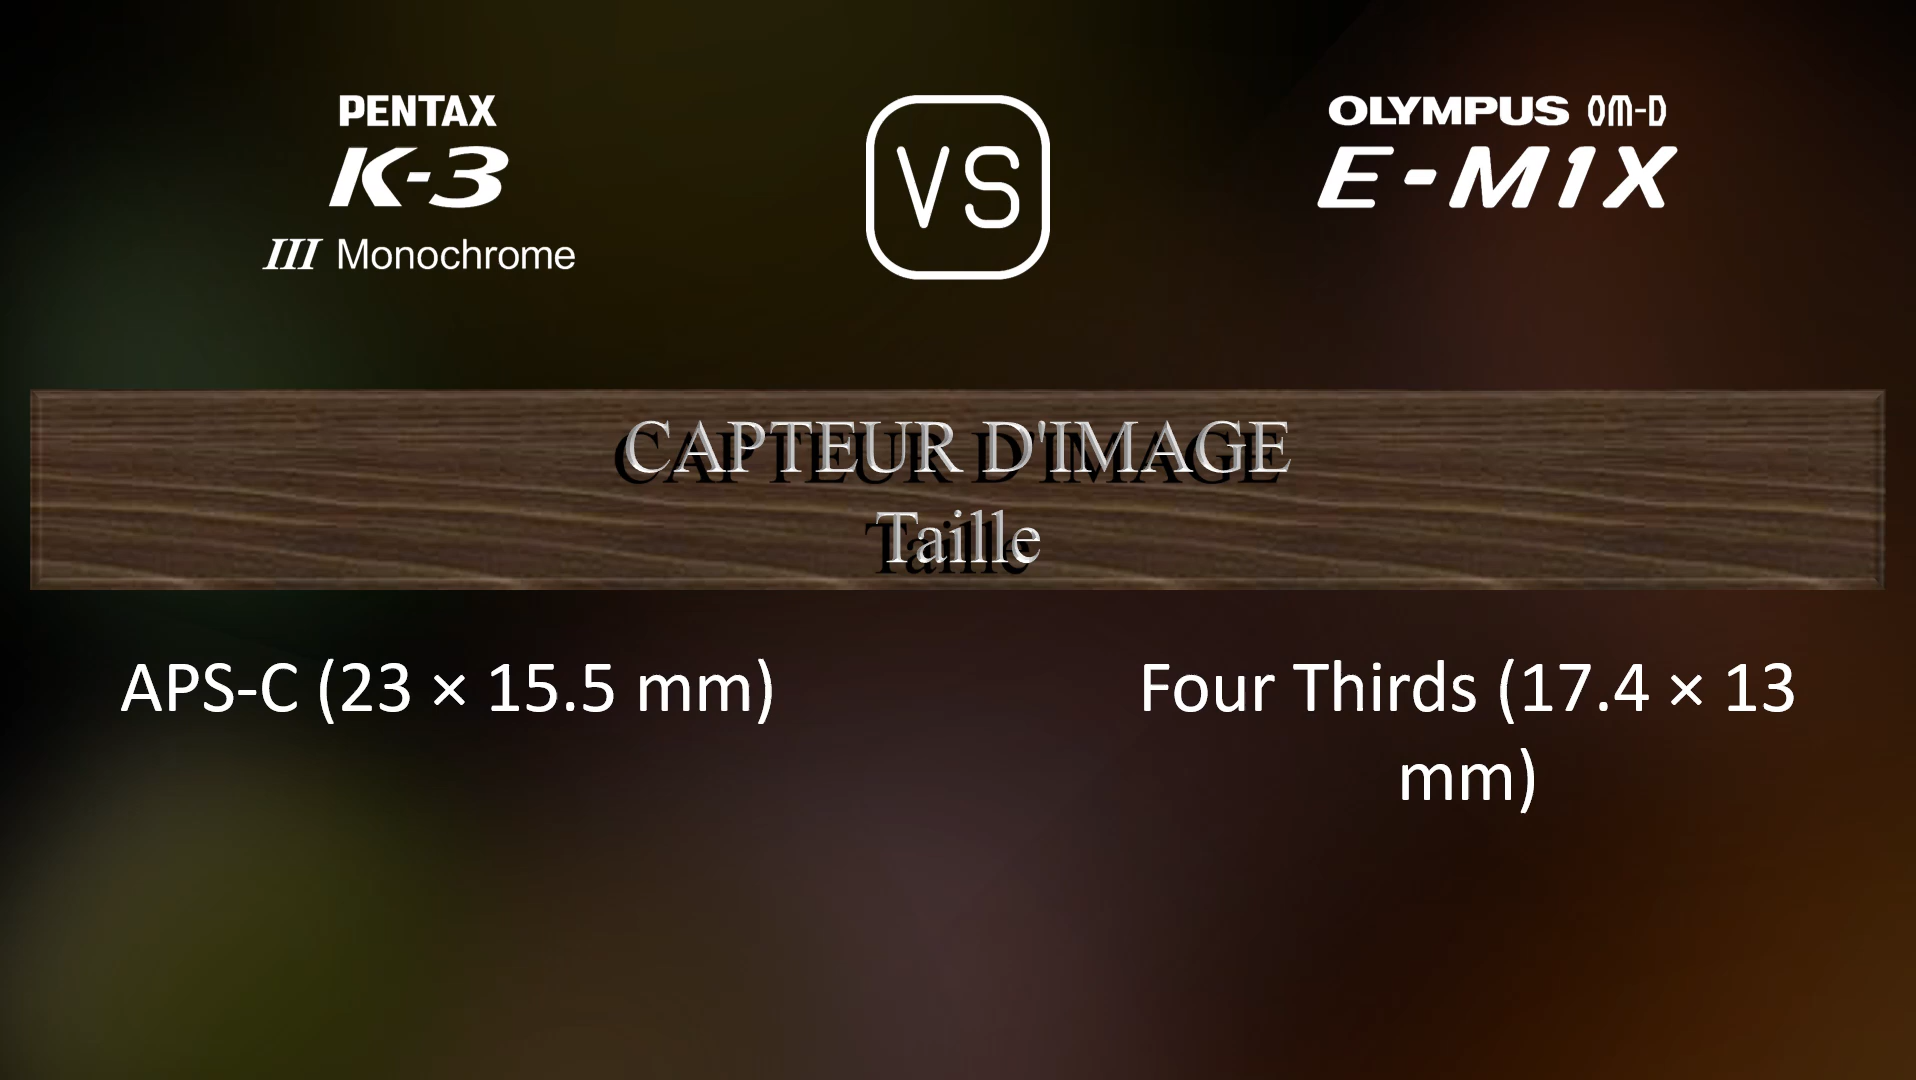 PENTAX
K-3
III Monochrome
VS
OLYMPUS OM-D
E-M1X
CAPTEUR D'IMAGE
Taille
APS-C (23 × 15.5 mm)
Four Thirds (17.4 × 13
mm)